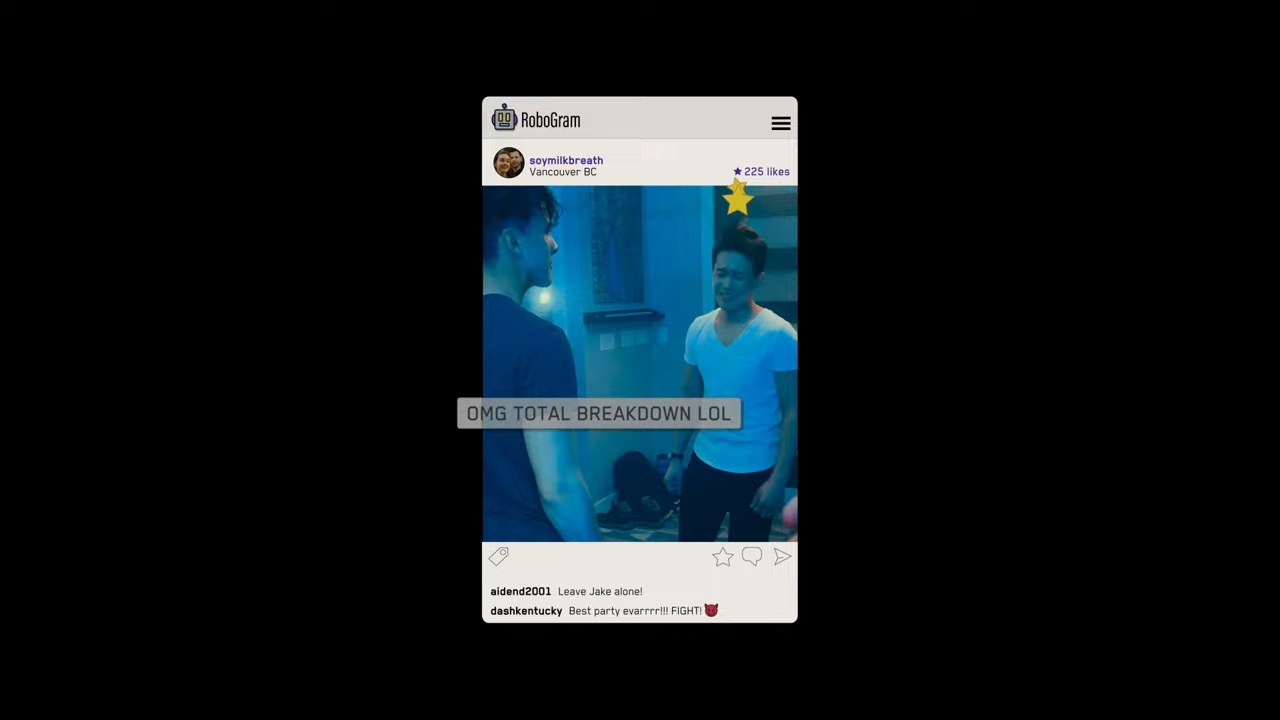 RoboGram
soymilkbreath
Vancouver BC
225 likes
OMG TOTAL BREAKDOWN LOL
aidend2001 Leave Jake alone!
dashkentucky Best party evarrrr!!! FIGHT! 👿